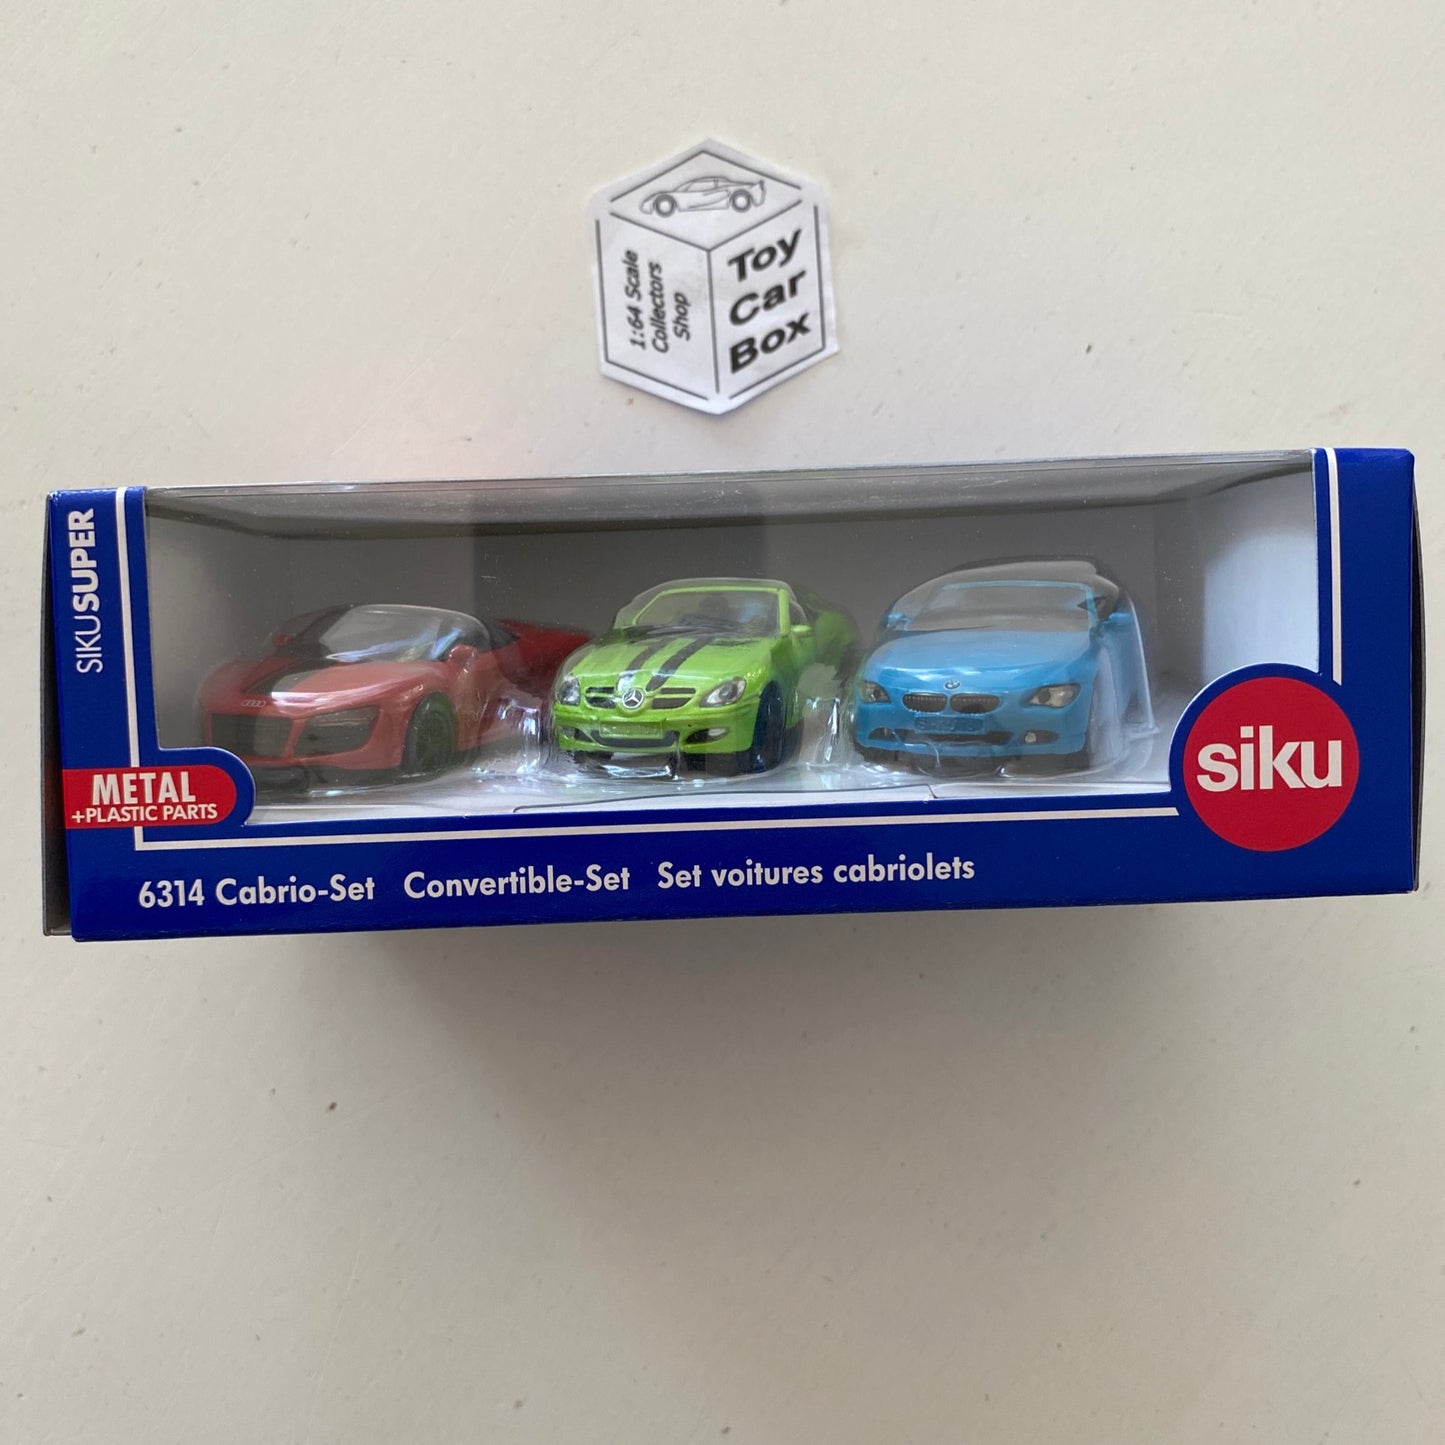 1:64 Scale
Collectors
Shop
Toy
Car
Box
SIKUSUPER
METAL
+PLASTIC PARTS
siku
6314 Cabrio-Set Convertible-Set Set voitures cabriolets